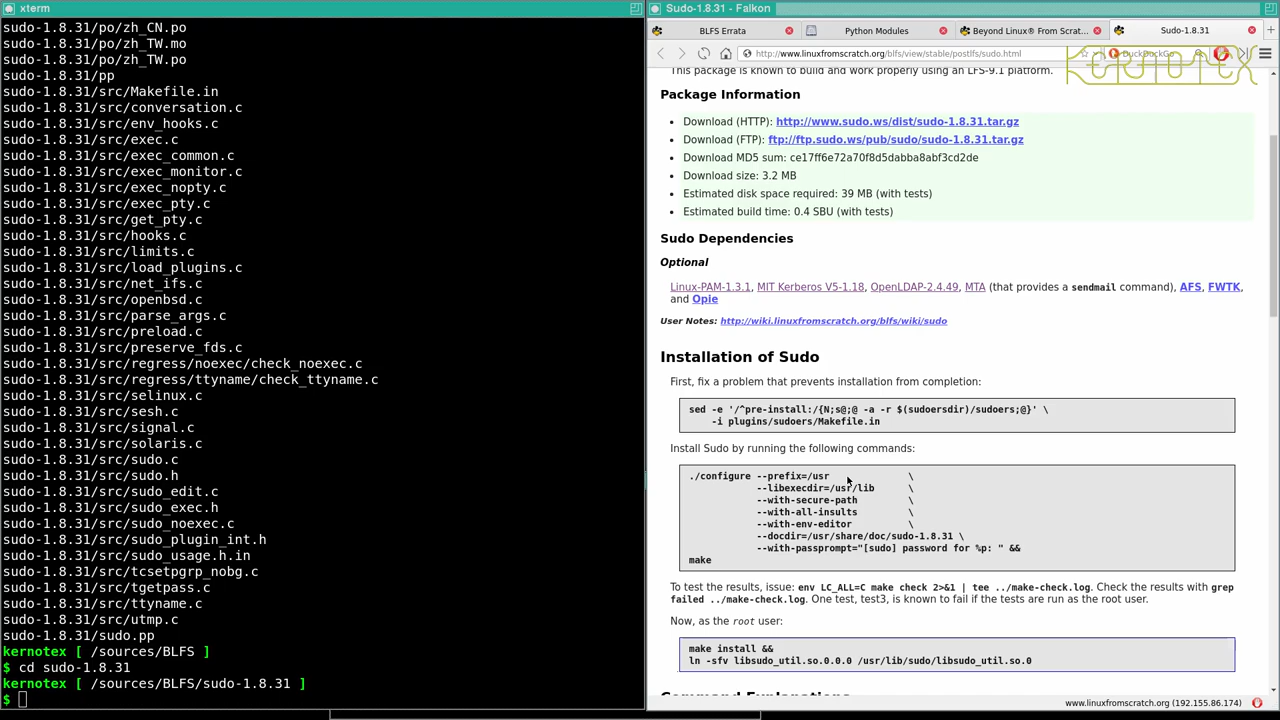 xterm
sudo-1.8.31/po/zh_CN.po
sudo-1.8.31/po/zh_TW.mo
sudo-1.8.31/po/zh_TW.po
sudo-1.8.31/pp
sudo-1.8.31/src/Makefile.in
sudo-1.8.31/src/conversation.c
sudo-1.8.31/src/env_hooks.c
sudo-1.8.31/src/exec.c
sudo-1.8.31/src/exec_common.c
sudo-1.8.31/src/exec_monitor.c
sudo-1.8.31/src/exec_nopty.c
sudo-1.8.31/src/exec_pty.c
sudo-1.8.31/src/get_pty.c
sudo-1.8.31/src/hooks.c
sudo-1.8.31/src/limits.c
sudo-1.8.31/src/load_plugins.c
sudo-1.8.31/src/net_ifs.c
sudo-1.8.31/src/openbsd.c
sudo-1.8.31/src/parse_args.c
sudo-1.8.31/src/preload.c
sudo-1.8.31/src/preserve_fds.c
sudo-1.8.31/src/regress/noexec/check_noexec.c
sudo-1.8.31/src/regress/ttyname/check_ttyname.c
sudo-1.8.31/src/selinux.c
sudo-1.8.31/src/sesh.c
sudo-1.8.31/src/signal.c
sudo-1.8.31/src/solaris.c
sudo-1.8.31/src/sudo.c
sudo-1.8.31/src/sudo.h
sudo-1.8.31/src/sudo_edit.c
sudo-1.8.31/src/sudo_exec.h
sudo-1.8.31/src/sudo_noexec.c
sudo-1.8.31/src/sudo_plugin_int.h
sudo-1.8.31/src/sudo_usage.h.in
sudo-1.8.31/src/tcsetpgrp_nobg.c
sudo-1.8.31/src/tgetpass.c
sudo-1.8.31/src/ttyname.c
sudo-1.8.31/src/utmp.c
sudo-1.8.31/sudo.pp
kernotex [ /sources/BLFS ]
$ cd sudo-1.8.31
kernotex [ /sources/BLFS/sudo-1.8.31 ]
$
Sudo-1.8.31 - Falkon
BLFS Errata
Python Modules
Beyond Linux® From Scrat...
Sudo-1.8.31
http://www.linuxfromscratch.org/blfs/view/stable/postlfs/sudo.html
DuckDuckGo
KERNOTEX
This package is known to build and work properly using an LFS-9.1 platform.
Package Information
• Download (HTTP): http://www.sudo.ws/dist/sudo-1.8.31.tar.gz
• Download (FTP): ftp://ftp.sudo.ws/pub/sudo/sudo-1.8.31.tar.gz
• Download MD5 sum: ce17ff6e72a70f8d5dabba8abf3cd2de
• Download size: 3.2 MB
• Estimated disk space required: 39 MB (with tests)
• Estimated build time: 0.4 SBU (with tests)
Sudo Dependencies
Optional
Linux-PAM-1.3.1, MIT Kerberos V5-1.18, OpenLDAP-2.4.49, MTA (that provides a sendmail command), AFS, FWTK,
and Opie
User Notes: http://wiki.linuxfromscratch.org/blfs/wiki/sudo
Installation of Sudo
First, fix a problem that prevents installation from completion:
sed -e '/^pre-install:/{N;s@;@ -a -r $(sudoersdir)/sudoers;@}' \
-i plugins/sudoers/Makefile.in
Install Sudo by running the following commands:
./configure --prefix=/usr \
--libexecdir=/usr/lib \
--with-secure-path \
--with-all-insults \
--with-env-editor \
--docdir=/usr/share/doc/sudo-1.8.31 \
--with-passprompt="[sudo] password for %p: " &&
make
To test the results, issue: env LC_ALL=C make check 2>&1 | tee ../make-check.log. Check the results with grep
failed ../make-check.log. One test, test3, is known to fail if the tests are run as the root user.
Now, as the root user:
make install &&
ln -sfv libsudo_util.so.0.0.0 /usr/lib/sudo/libsudo_util.so.0
Command Explanations
www.linuxfromscratch.org (192.155.86.174)